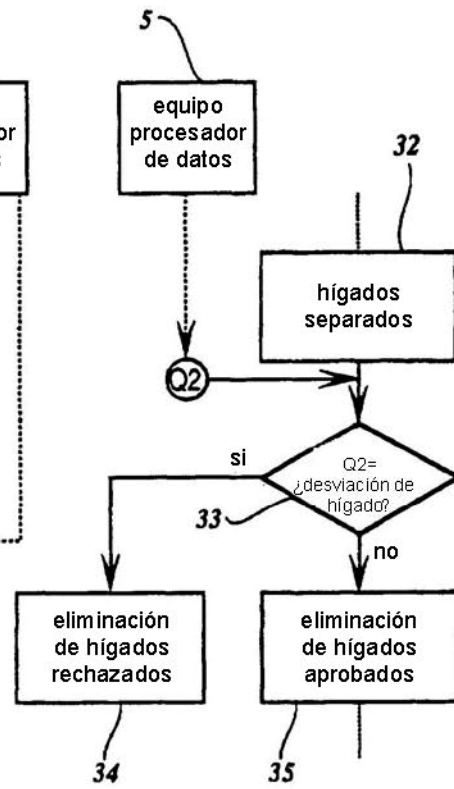 5
equipo
procesador
de datos
or
s
32
hígados
separados
Q2
si
Q2=
¿desviación de
hígado?
33
no
eliminación
de hígados
rechazados
eliminación
de hígados
aprobados
34
35